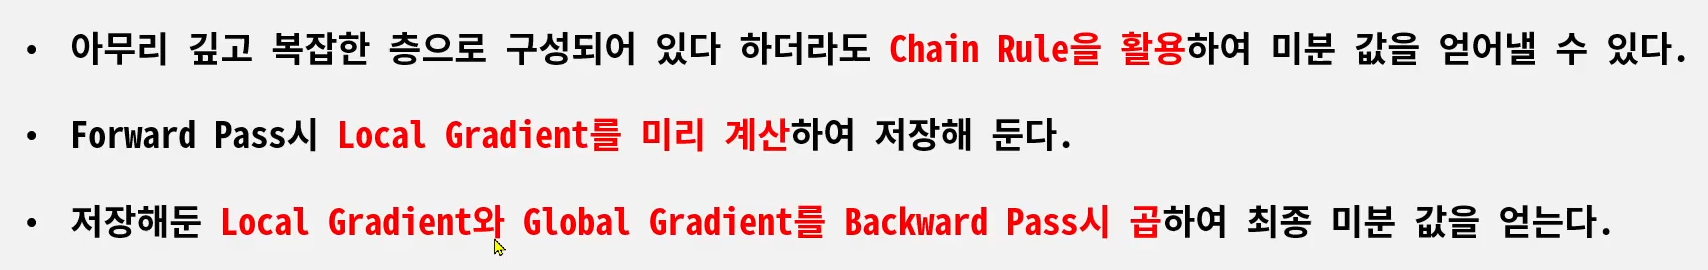 • 아무리 깊고 복잡한 층으로 구성되어 있다 하더라도 Chain Rule을 활용하여 미분 값을 얻어낼 수 있다.
• Forward Pass시 Local Gradient를 미리 계산하여 저장해 둔다.
• 저장해둔 Local Gradient와 Global Gradient를 Backward Pass시 곱하여 최종 미분 값을 얻는다.